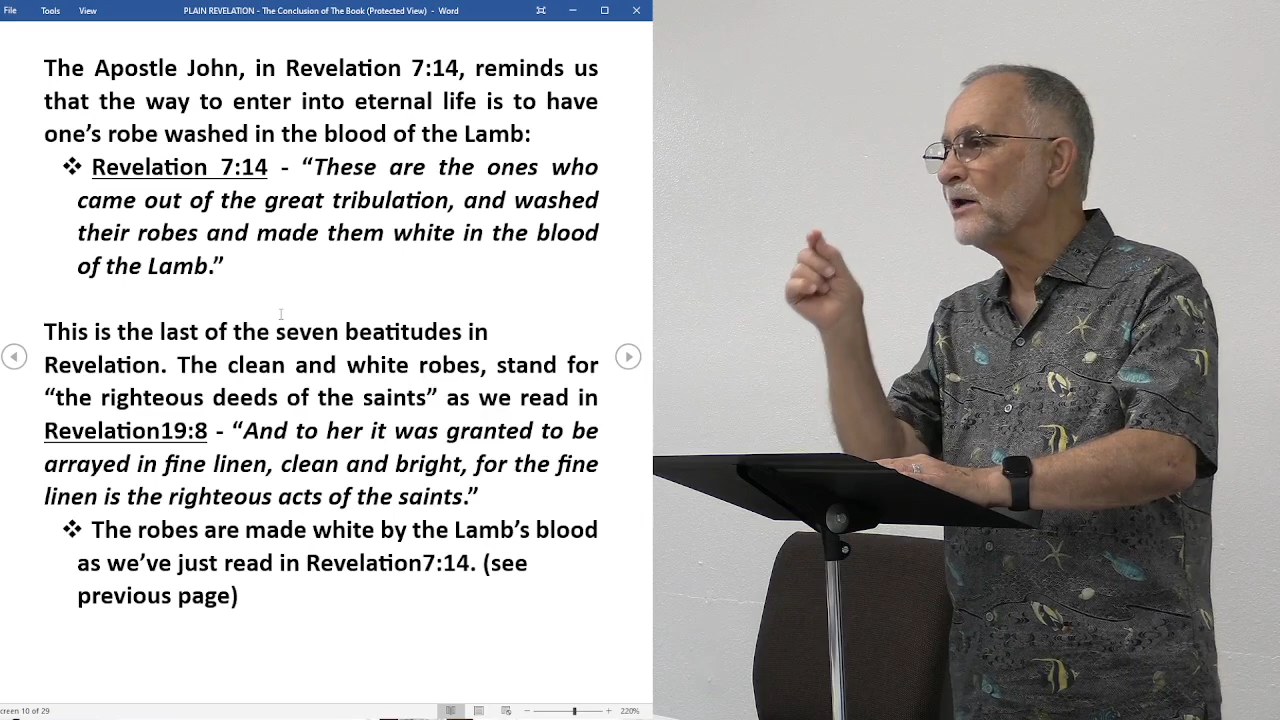 File Tools View PLAIN REVELATION - The Conclusion of The Book (Protected View) - Word
The Apostle John, in Revelation 7:14, reminds us
that the way to enter into eternal life is to have
one’s robe washed in the blood of the Lamb:
❖ Revelation 7:14 - “These are the ones who
came out of the great tribulation, and washed
their robes and made them white in the blood
of the Lamb.”
This is the last of the seven beatitudes in
Revelation. The clean and white robes, stand for
“the righteous deeds of the saints” as we read in
Revelation19:8 - “And to her it was granted to be
arrayed in fine linen, clean and bright, for the fine
linen is the righteous acts of the saints.”
❖ The robes are made white by the Lamb’s blood
as we’ve just read in Revelation7:14. (see
previous page)
creen 10 of 29
220%